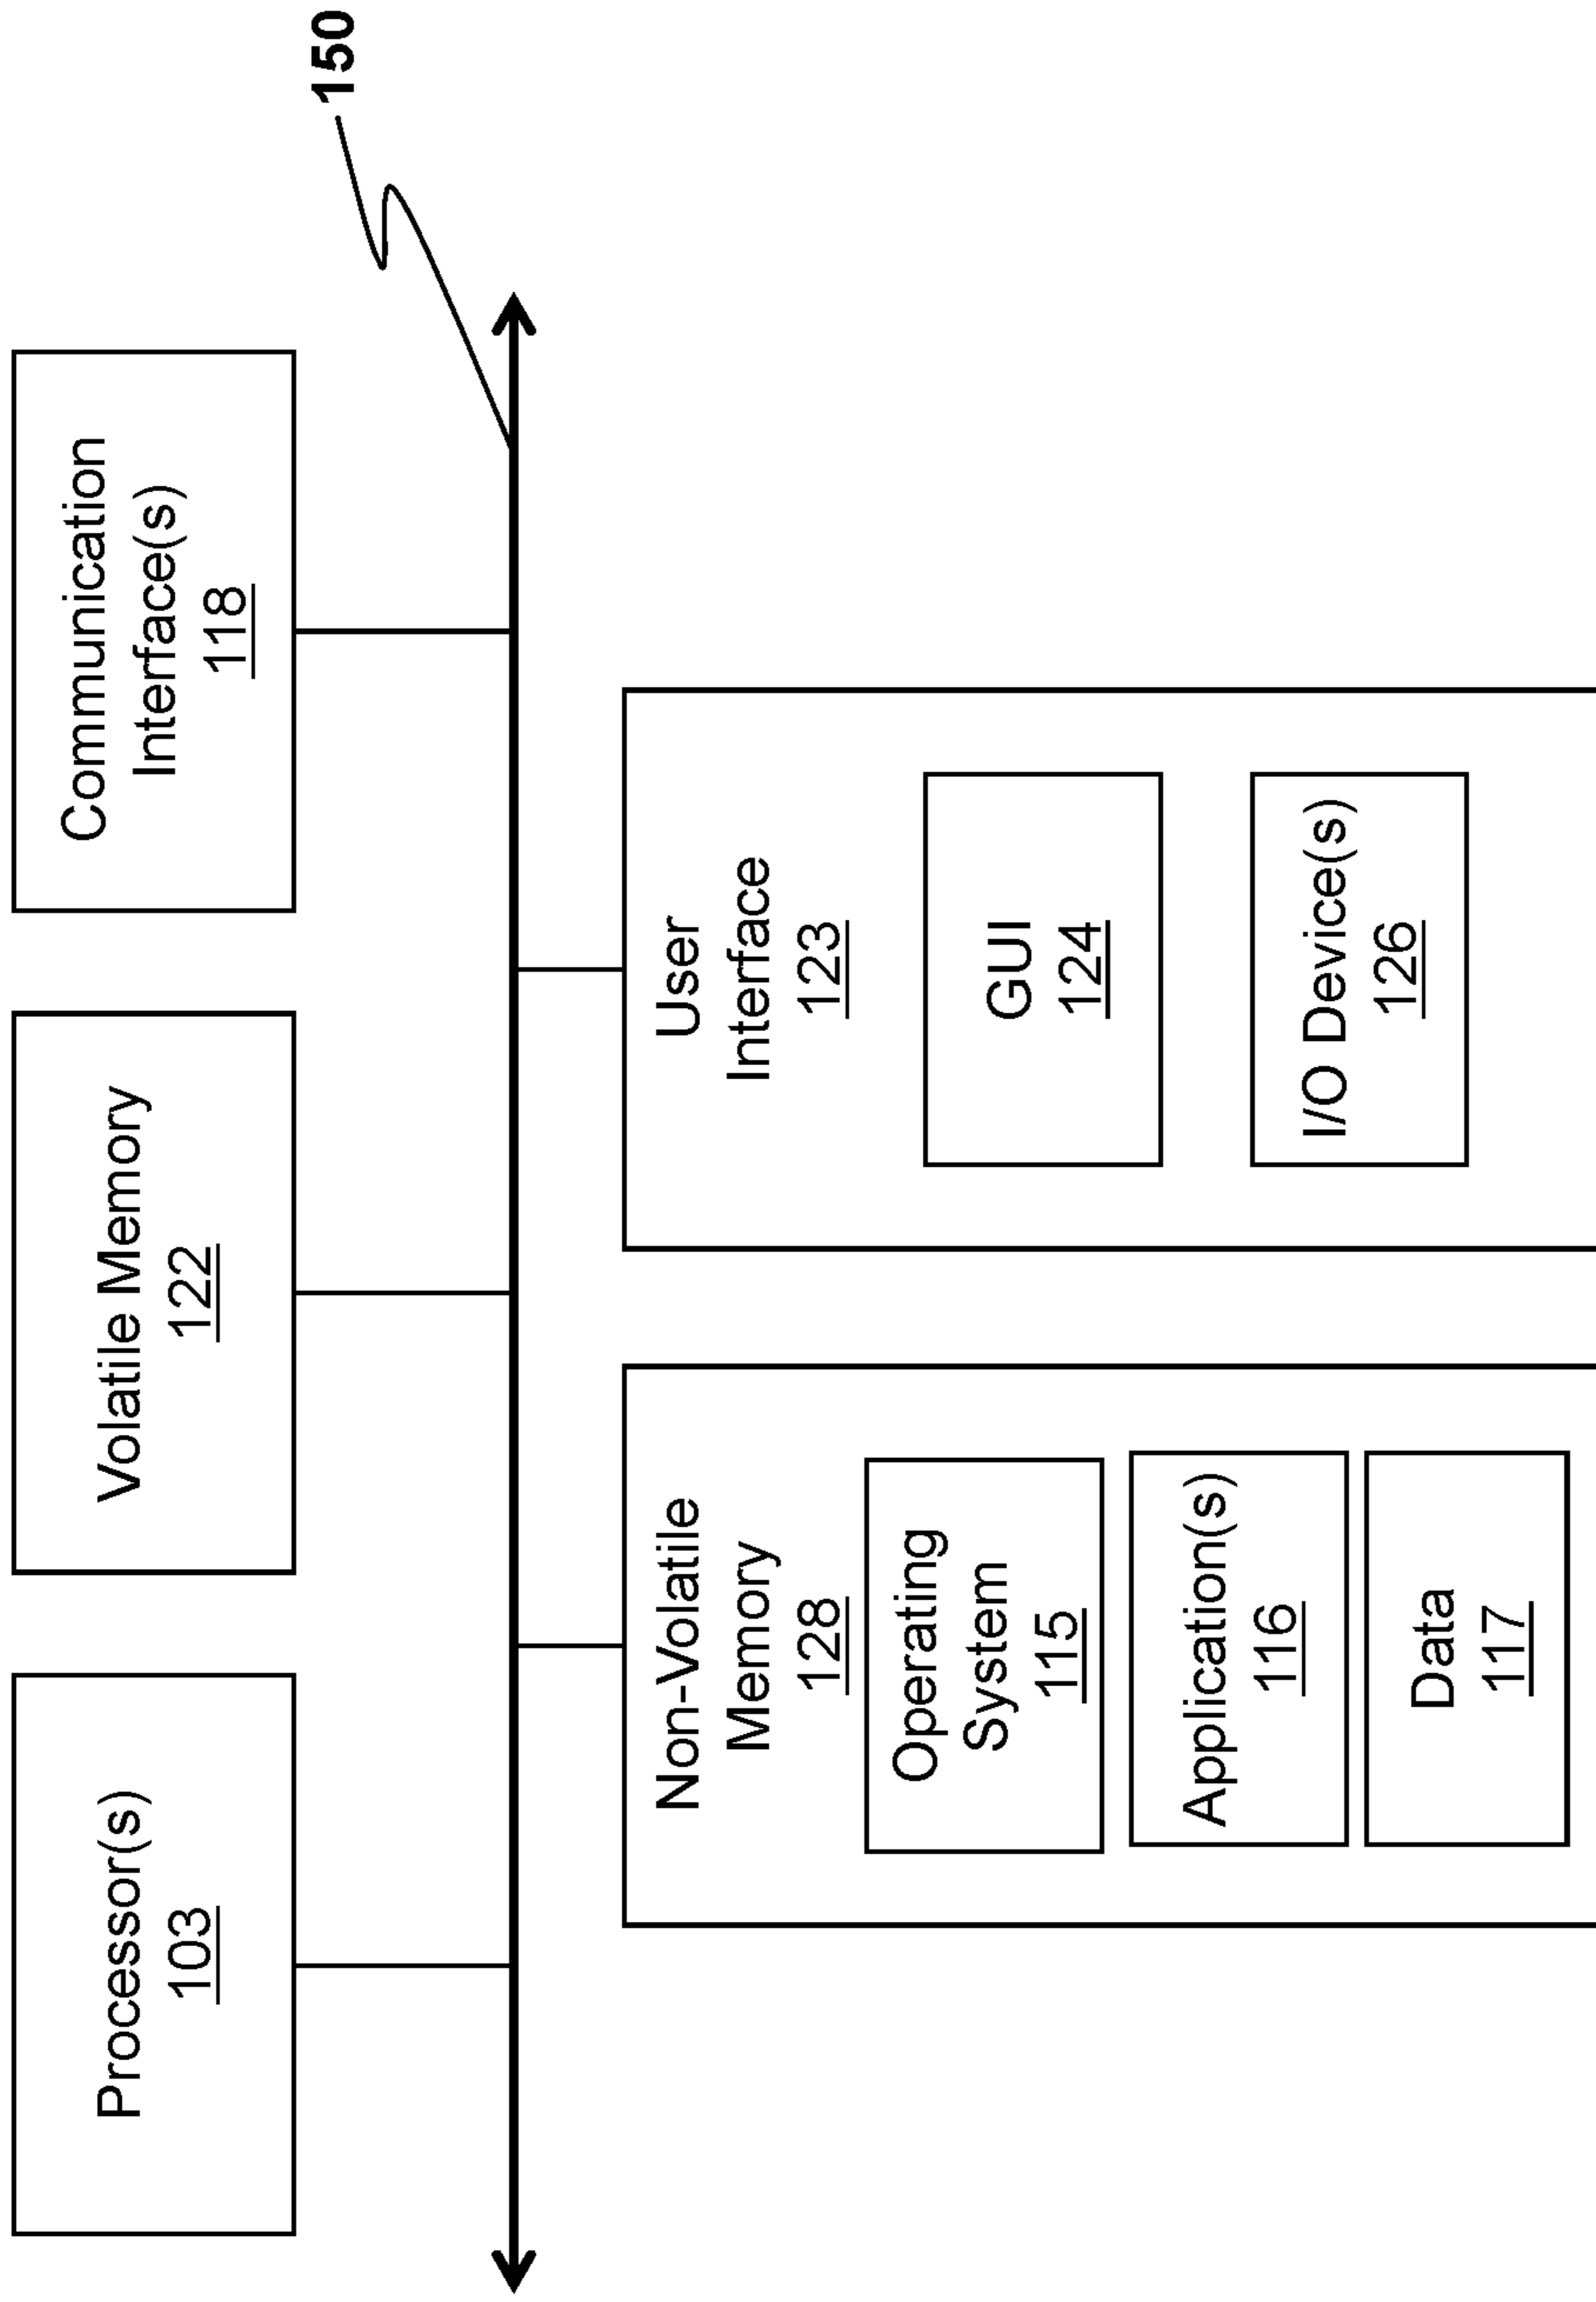 Processor(s)
103
Volatile Memory
122
Communication
Interface(s)
118
150
Non-Volatile
Memory
128
Operating
System
115
Application(s)
116
Data
117
User
Interface
123
GUI
124
I/O Device(s)
126